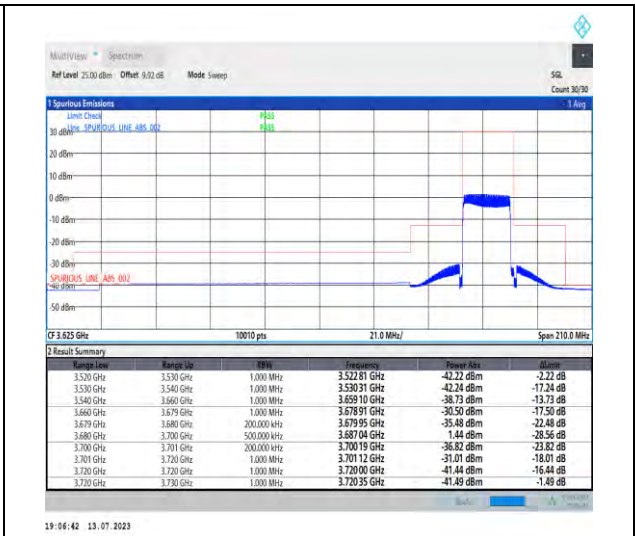 MultiView Spectrum
Ref Level 25.00 dBm Offset 9.92 dB Mode Sweep SGL
Count 30/30
1 Spurious Emissions 1 Avg
Limit Check PASS
Line SPURIOUS_LINE_ABS_002 PASS
30 dBm
20 dBm
10 dBm
0 dBm
-10 dBm
-20 dBm
-30 dBm
SPURIOUS_LINE_ABS_002
-40 dBm
-50 dBm
CF 3.625 GHz 10010 pts 21.0 MHz/ Span 210.0 MHz
2 Result Summary
Range Low Range Up RBW Frequency Power Abs ΔLimit
3.520 GHz 3.530 GHz 1.000 MHz 3.522 81 GHz -42.22 dBm -2.22 dB
3.530 GHz 3.540 GHz 1.000 MHz 3.530 31 GHz -42.24 dBm -17.24 dB
3.540 GHz 3.660 GHz 1.000 MHz 3.659 10 GHz -38.73 dBm -13.73 dB
3.660 GHz 3.679 GHz 1.000 MHz 3.678 91 GHz -30.50 dBm -17.50 dB
3.679 GHz 3.680 GHz 200.000 kHz 3.679 95 GHz -35.48 dBm -22.48 dB
3.680 GHz 3.700 GHz 500.000 kHz 3.687 04 GHz 1.44 dBm -28.56 dB
3.700 GHz 3.701 GHz 200.000 kHz 3.700 19 GHz -36.82 dBm -23.82 dB
3.701 GHz 3.720 GHz 1.000 MHz 3.701 12 GHz -31.01 dBm -18.01 dB
3.720 GHz 3.720 GHz 1.000 MHz 3.720 00 GHz -41.44 dBm -16.44 dB
3.720 GHz 3.730 GHz 1.000 MHz 3.720 35 GHz -41.49 dBm -1.49 dB
19:06:42 13.07.2023